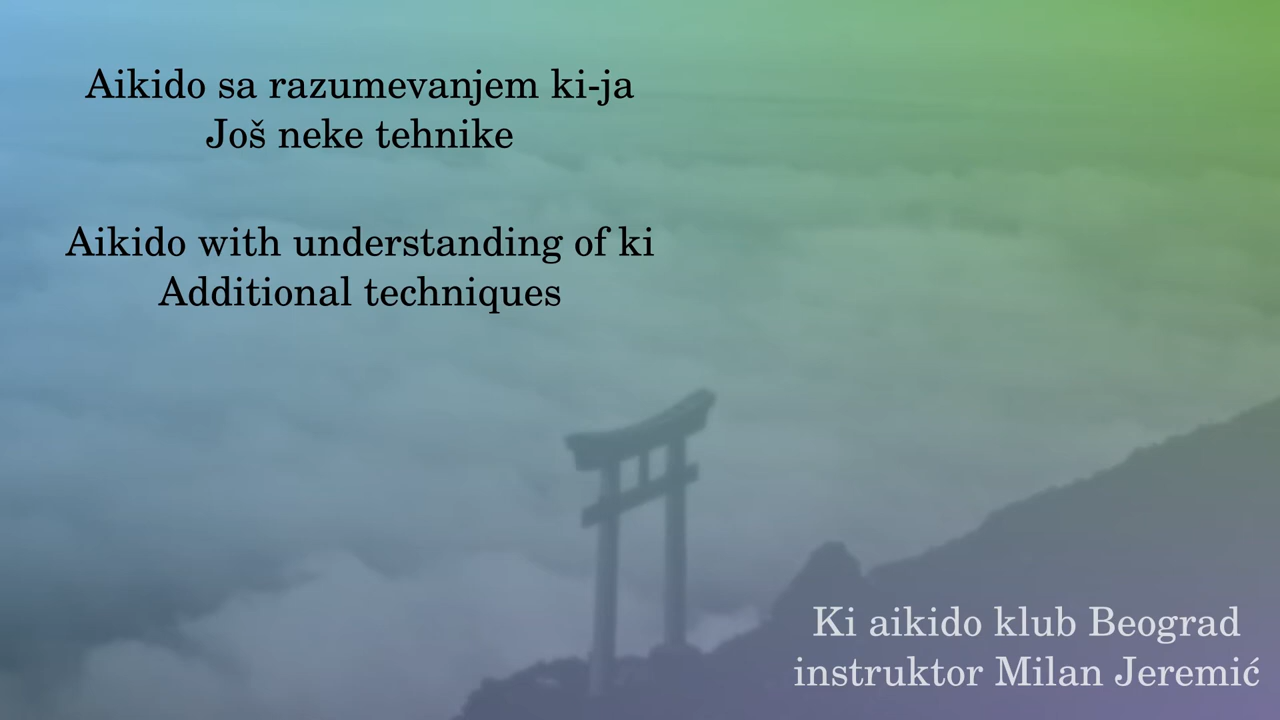 Aikido sa razumevanjem ki-ja
Još neke tehnike
Aikido with understanding of ki
Additional techniques
Ki aikido klub Beograd
instruktor Milan Jeremić